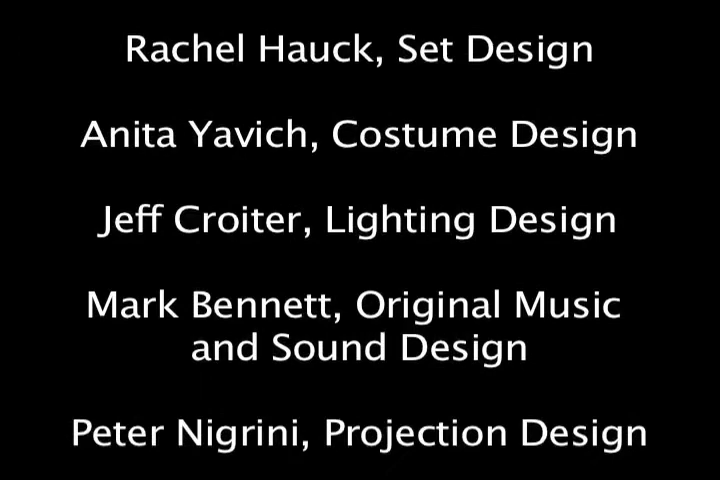 Rachel Hauck, Set Design
Anita Yavich, Costume Design
Jeff Croiter, Lighting Design
Mark Bennett, Original Music
and Sound Design
Peter Nigrini, Projection Design